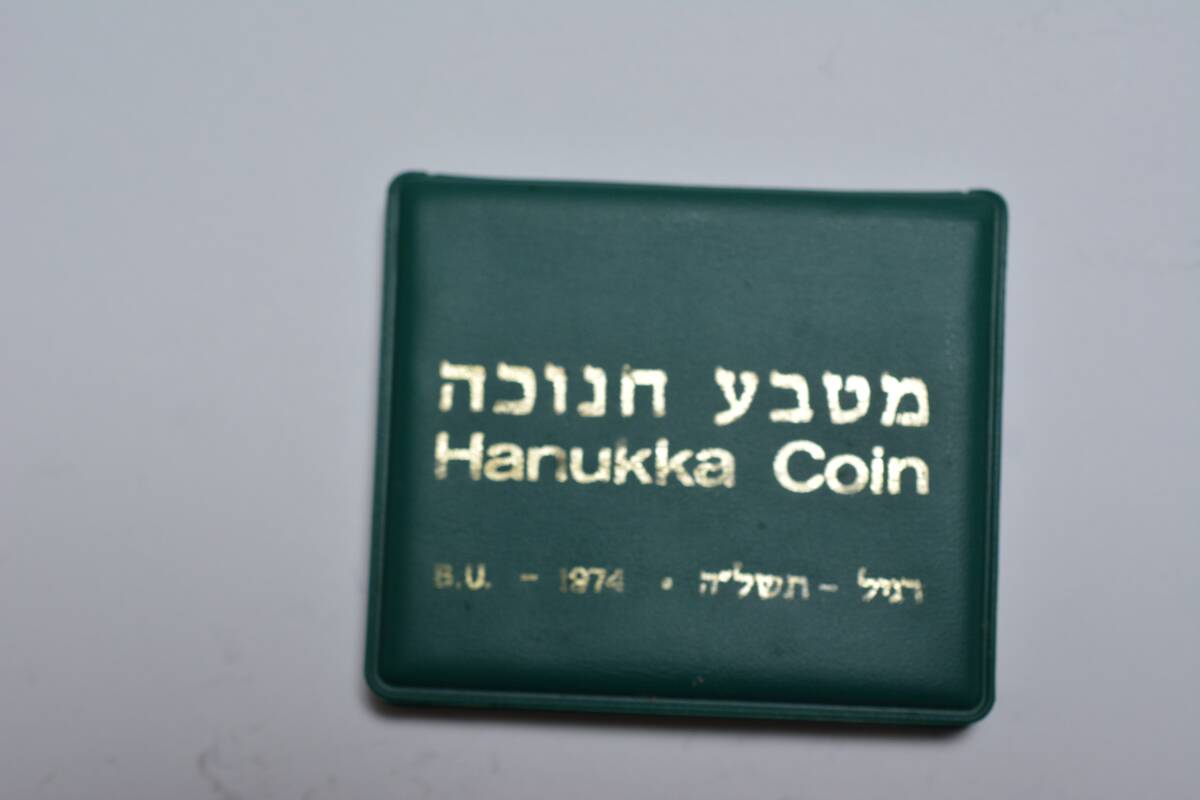 מטבע חנוכה
Hanukka Coin
B.U. - 1974 • רגיל - תשל"ה